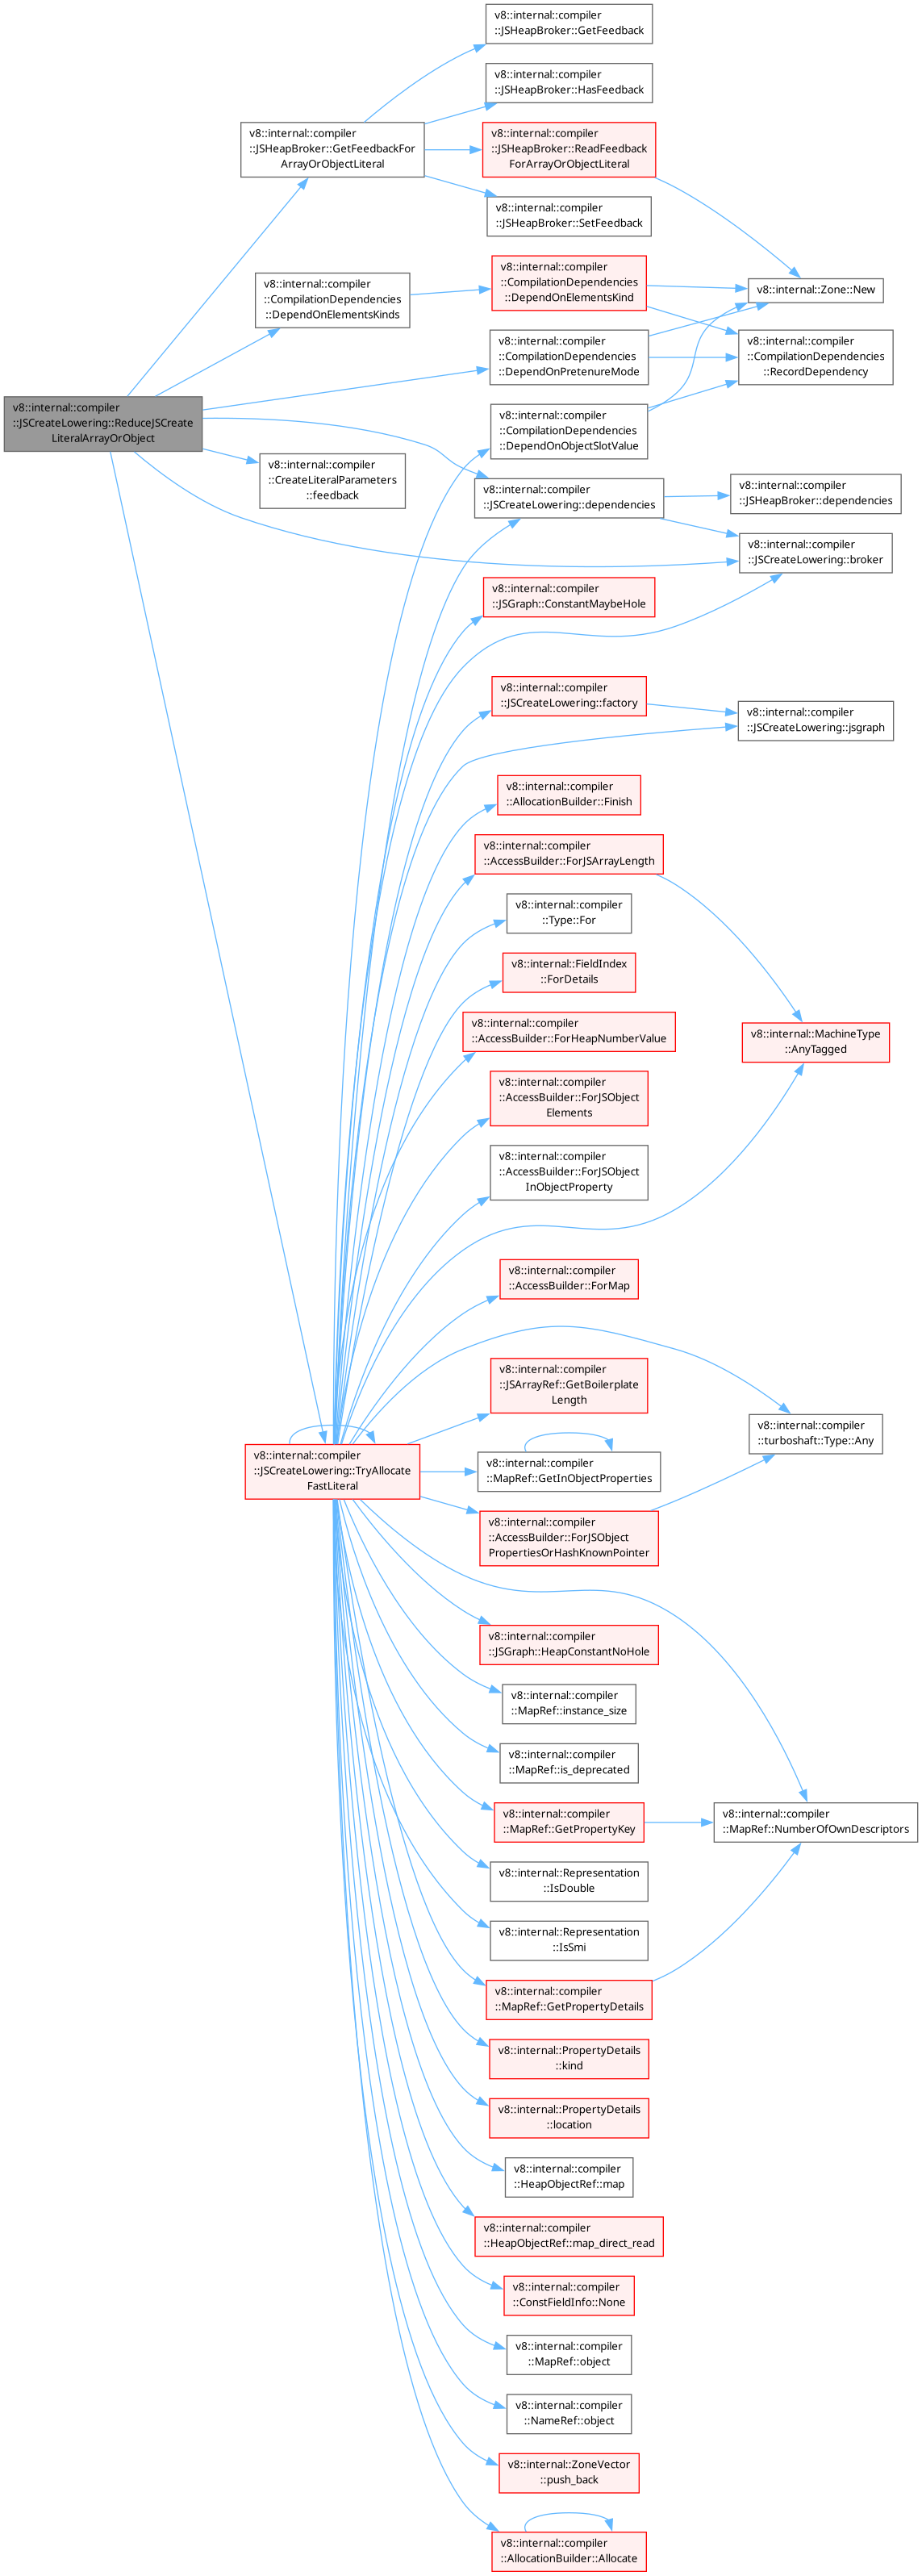 v8::internal::compiler
::JSHeapBroker::GetFeedback
v8::internal::compiler
::JSHeapBroker::HasFeedback
v8::internal::compiler
::JSHeapBroker::GetFeedbackFor
ArrayOrObjectLiteral
v8::internal::compiler
::JSHeapBroker::ReadFeedback
ForArrayOrObjectLiteral
v8::internal::compiler
::JSHeapBroker::SetFeedback
v8::internal::compiler
::CompilationDependencies
::DependOnElementsKinds
v8::internal::compiler
::CompilationDependencies
::DependOnElementsKind
v8::internal::Zone::New
v8::internal::compiler
::CompilationDependencies
::DependOnPretenureMode
v8::internal::compiler
::CompilationDependencies
::RecordDependency
v8::internal::compiler
::JSCreateLowering::ReduceJSCreate
LiteralArrayOrObject
v8::internal::compiler
::CompilationDependencies
::DependOnObjectSlotValue
v8::internal::compiler
::CreateLiteralParameters
::feedback
v8::internal::compiler
::JSCreateLowering::dependencies
v8::internal::compiler
::JSHeapBroker::dependencies
v8::internal::compiler
::JSCreateLowering::broker
v8::internal::compiler
::JSGraph::ConstantMaybeHole
v8::internal::compiler
::JSCreateLowering::factory
v8::internal::compiler
::JSCreateLowering::jsgraph
v8::internal::compiler
::AllocationBuilder::Finish
v8::internal::compiler
::AccessBuilder::ForJSArrayLength
v8::internal::compiler
::Type::For
v8::internal::FieldIndex
::ForDetails
v8::internal::compiler
::AccessBuilder::ForHeapNumberValue
v8::internal::MachineType
::AnyTagged
v8::internal::compiler
::AccessBuilder::ForJSObject
Elements
v8::internal::compiler
::AccessBuilder::ForJSObject
InObjectProperty
v8::internal::compiler
::AccessBuilder::ForMap
v8::internal::compiler
::JSArrayRef::GetBoilerplate
Length
v8::internal::compiler
::turboshaft::Type::Any
v8::internal::compiler
::JSCreateLowering::TryAllocate
FastLiteral
v8::internal::compiler
::MapRef::GetInObjectProperties
v8::internal::compiler
::AccessBuilder::ForJSObject
PropertiesOrHashKnownPointer
v8::internal::compiler
::JSGraph::HeapConstantNoHole
v8::internal::compiler
::MapRef::instance_size
v8::internal::compiler
::MapRef::is_deprecated
v8::internal::compiler
::MapRef::GetPropertyKey
v8::internal::compiler
::MapRef::NumberOfOwnDescriptors
v8::internal::Representation
::IsDouble
v8::internal::Representation
::IsSmi
v8::internal::compiler
::MapRef::GetPropertyDetails
v8::internal::PropertyDetails
::kind
v8::internal::PropertyDetails
::location
v8::internal::compiler
::HeapObjectRef::map
v8::internal::compiler
::HeapObjectRef::map_direct_read
v8::internal::compiler
::ConstFieldInfo::None
v8::internal::compiler
::MapRef::object
v8::internal::compiler
::NameRef::object
v8::internal::ZoneVector
::push_back
v8::internal::compiler
::AllocationBuilder::Allocate